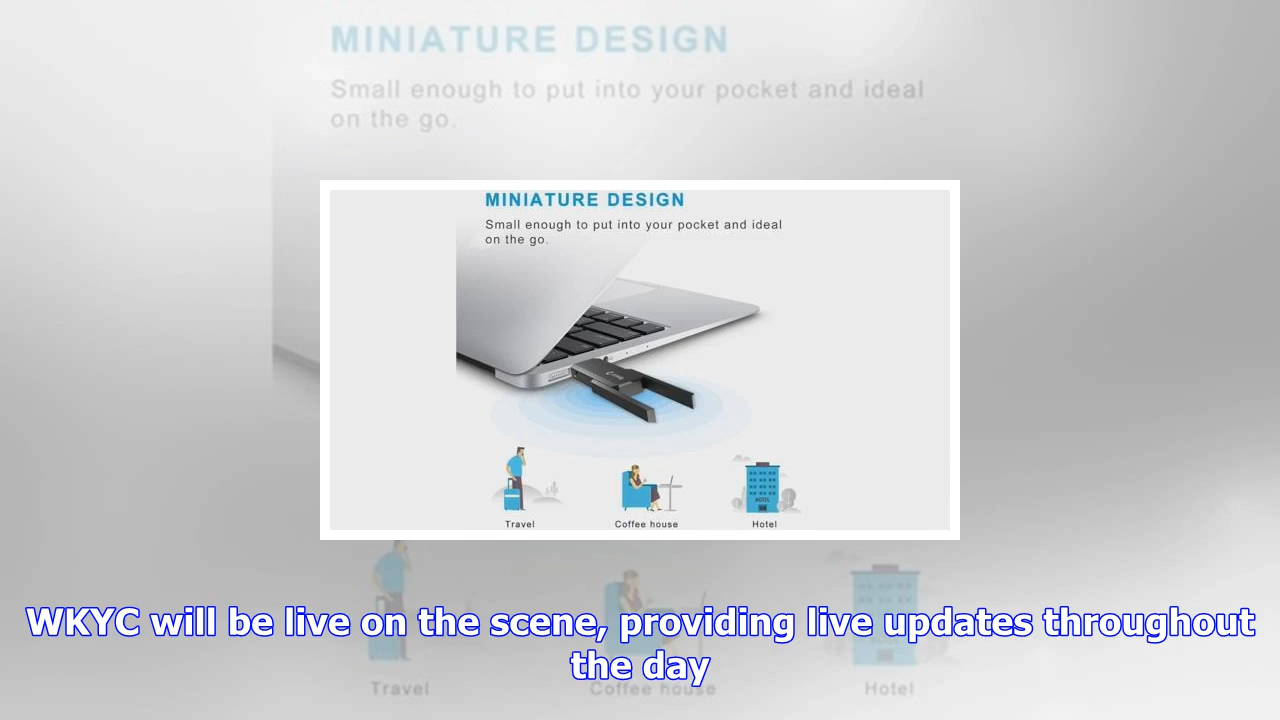 MINIATURE DESIGN
Small enough to put into your pocket and ideal
on the go.
MINIATURE DESIGN
Small enough to put into your pocket and ideal
on the go.
HOTEL
Travel
Coffee house
Hotel
WKYC will be live on the scene, providing live updates throughout
the day
Travel
Coffee house
Hotel